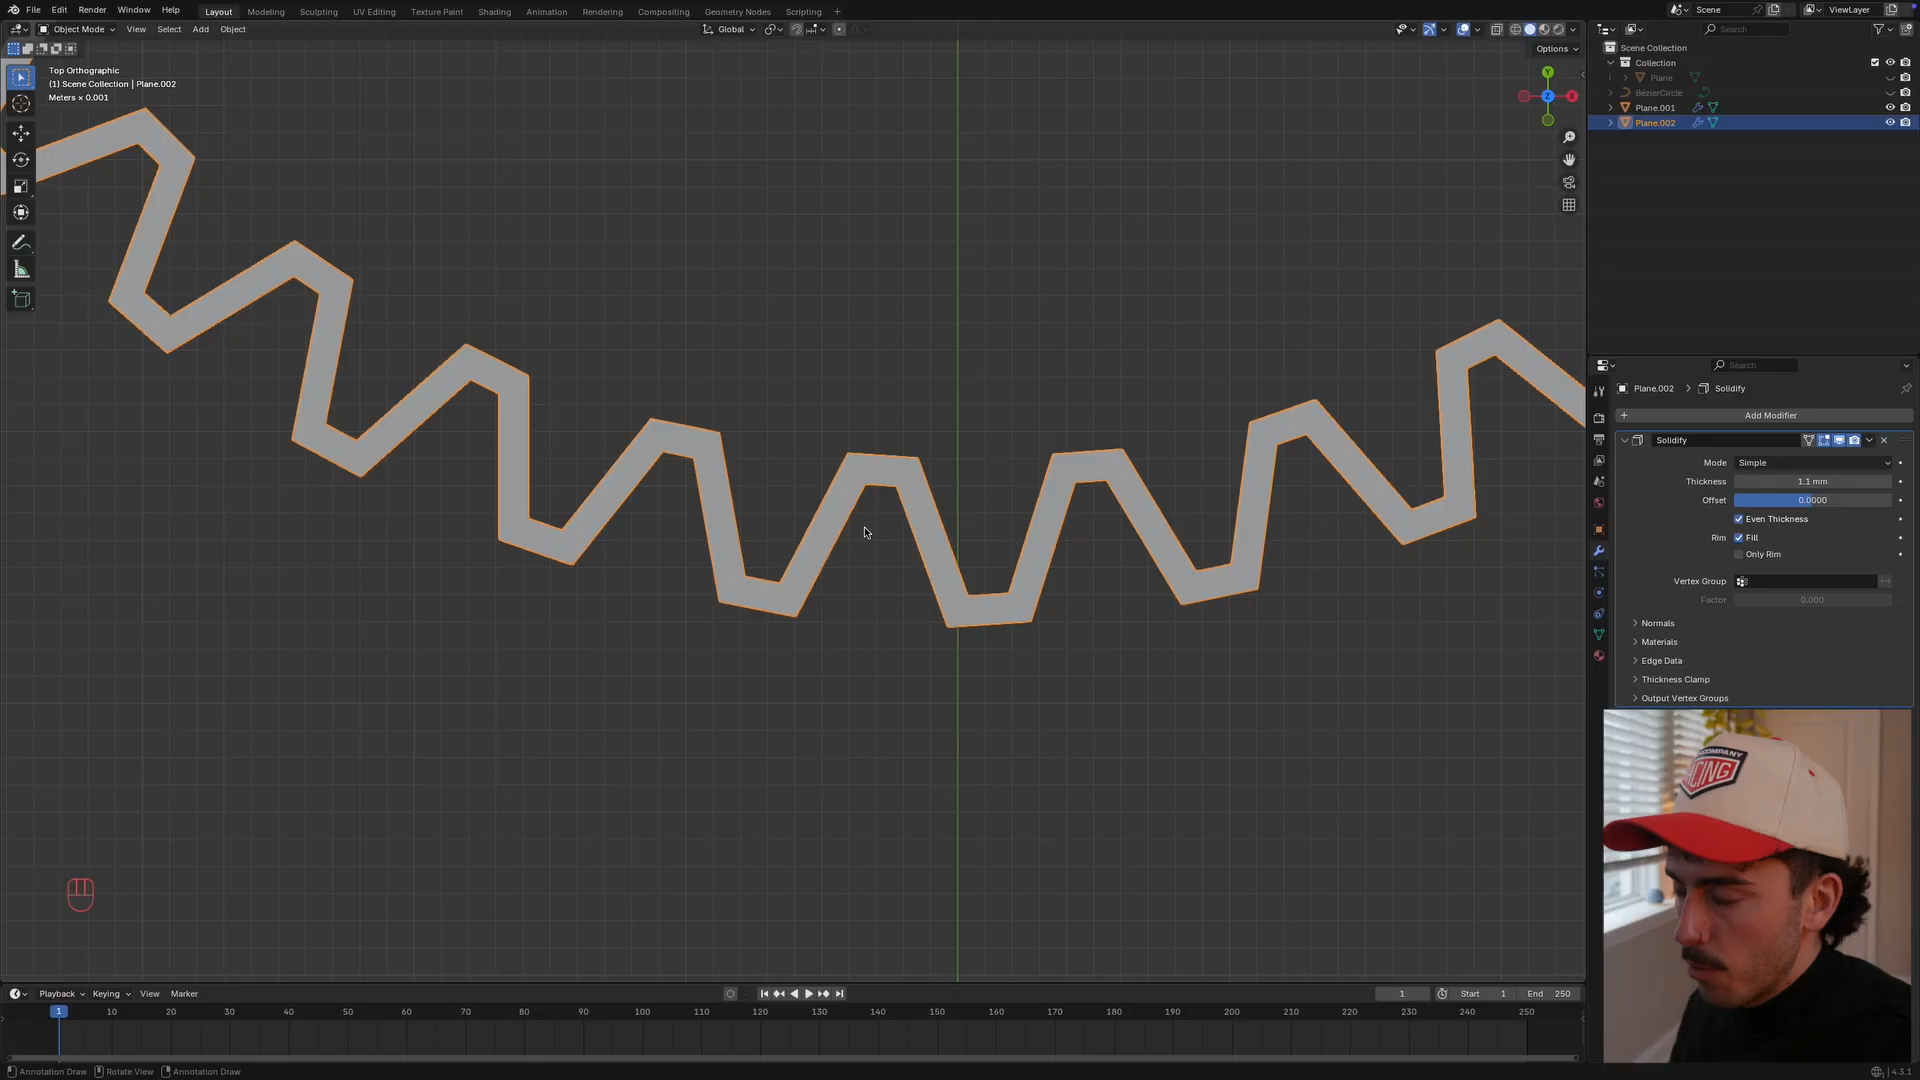 File Edit Render Window Help Layout Modeling Sculpting UV Editing Texture Paint Shading Animation Rendering Compositing Geometry Nodes Scripting + Scene ViewLayer
Object Mode View Select Add Object Global Search
Options
Top Orthographic
(1) Scene Collection | Plane.002
Meters × 0.001
Y
Z
X
Scene Collection
Collection
Plane
BézierCircle
Plane.001
Plane.002
Search
Plane.002 > Solidify
+ Add Modifier
Solidify
Mode Simple
Thickness 1.1 mm
Offset 0.0000
Even Thickness
Rim Fill
Only Rim
Vertex Group
Factor 0.000
Normals
Materials
Edge Data
Thickness Clamp
Output Vertex Groups
COMPANY
Playback Keying View Marker 1 Start 1 End 250
1 10 20 30 40 50 60 70 80 90 100 110 120 130 140 150 160 170 180 190 200 210 220 230 240 250
Annotation Draw Rotate View Annotation Draw 4.3.1